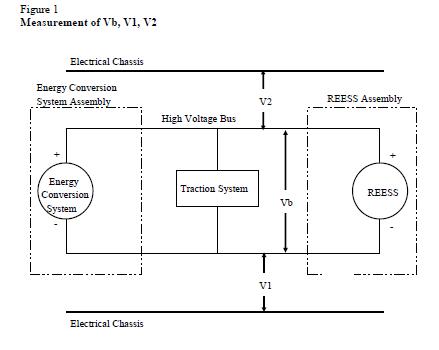 Figure 1
Measurement of Vb, V1, V2
Electrical Chassis
Energy Conversion
System Assembly
V2
REESS Assembly
High Voltage Bus
+
+
Energy
Conversion
System
Traction System
Vb
REESS
-
-
V1
Electrical Chassis